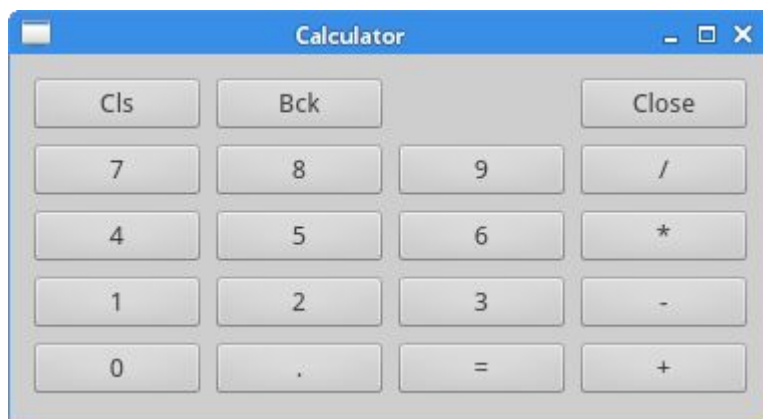 Calculator
Cls Bck Close
7 8 9 /
4 5 6 *
1 2 3 -
0 . = +